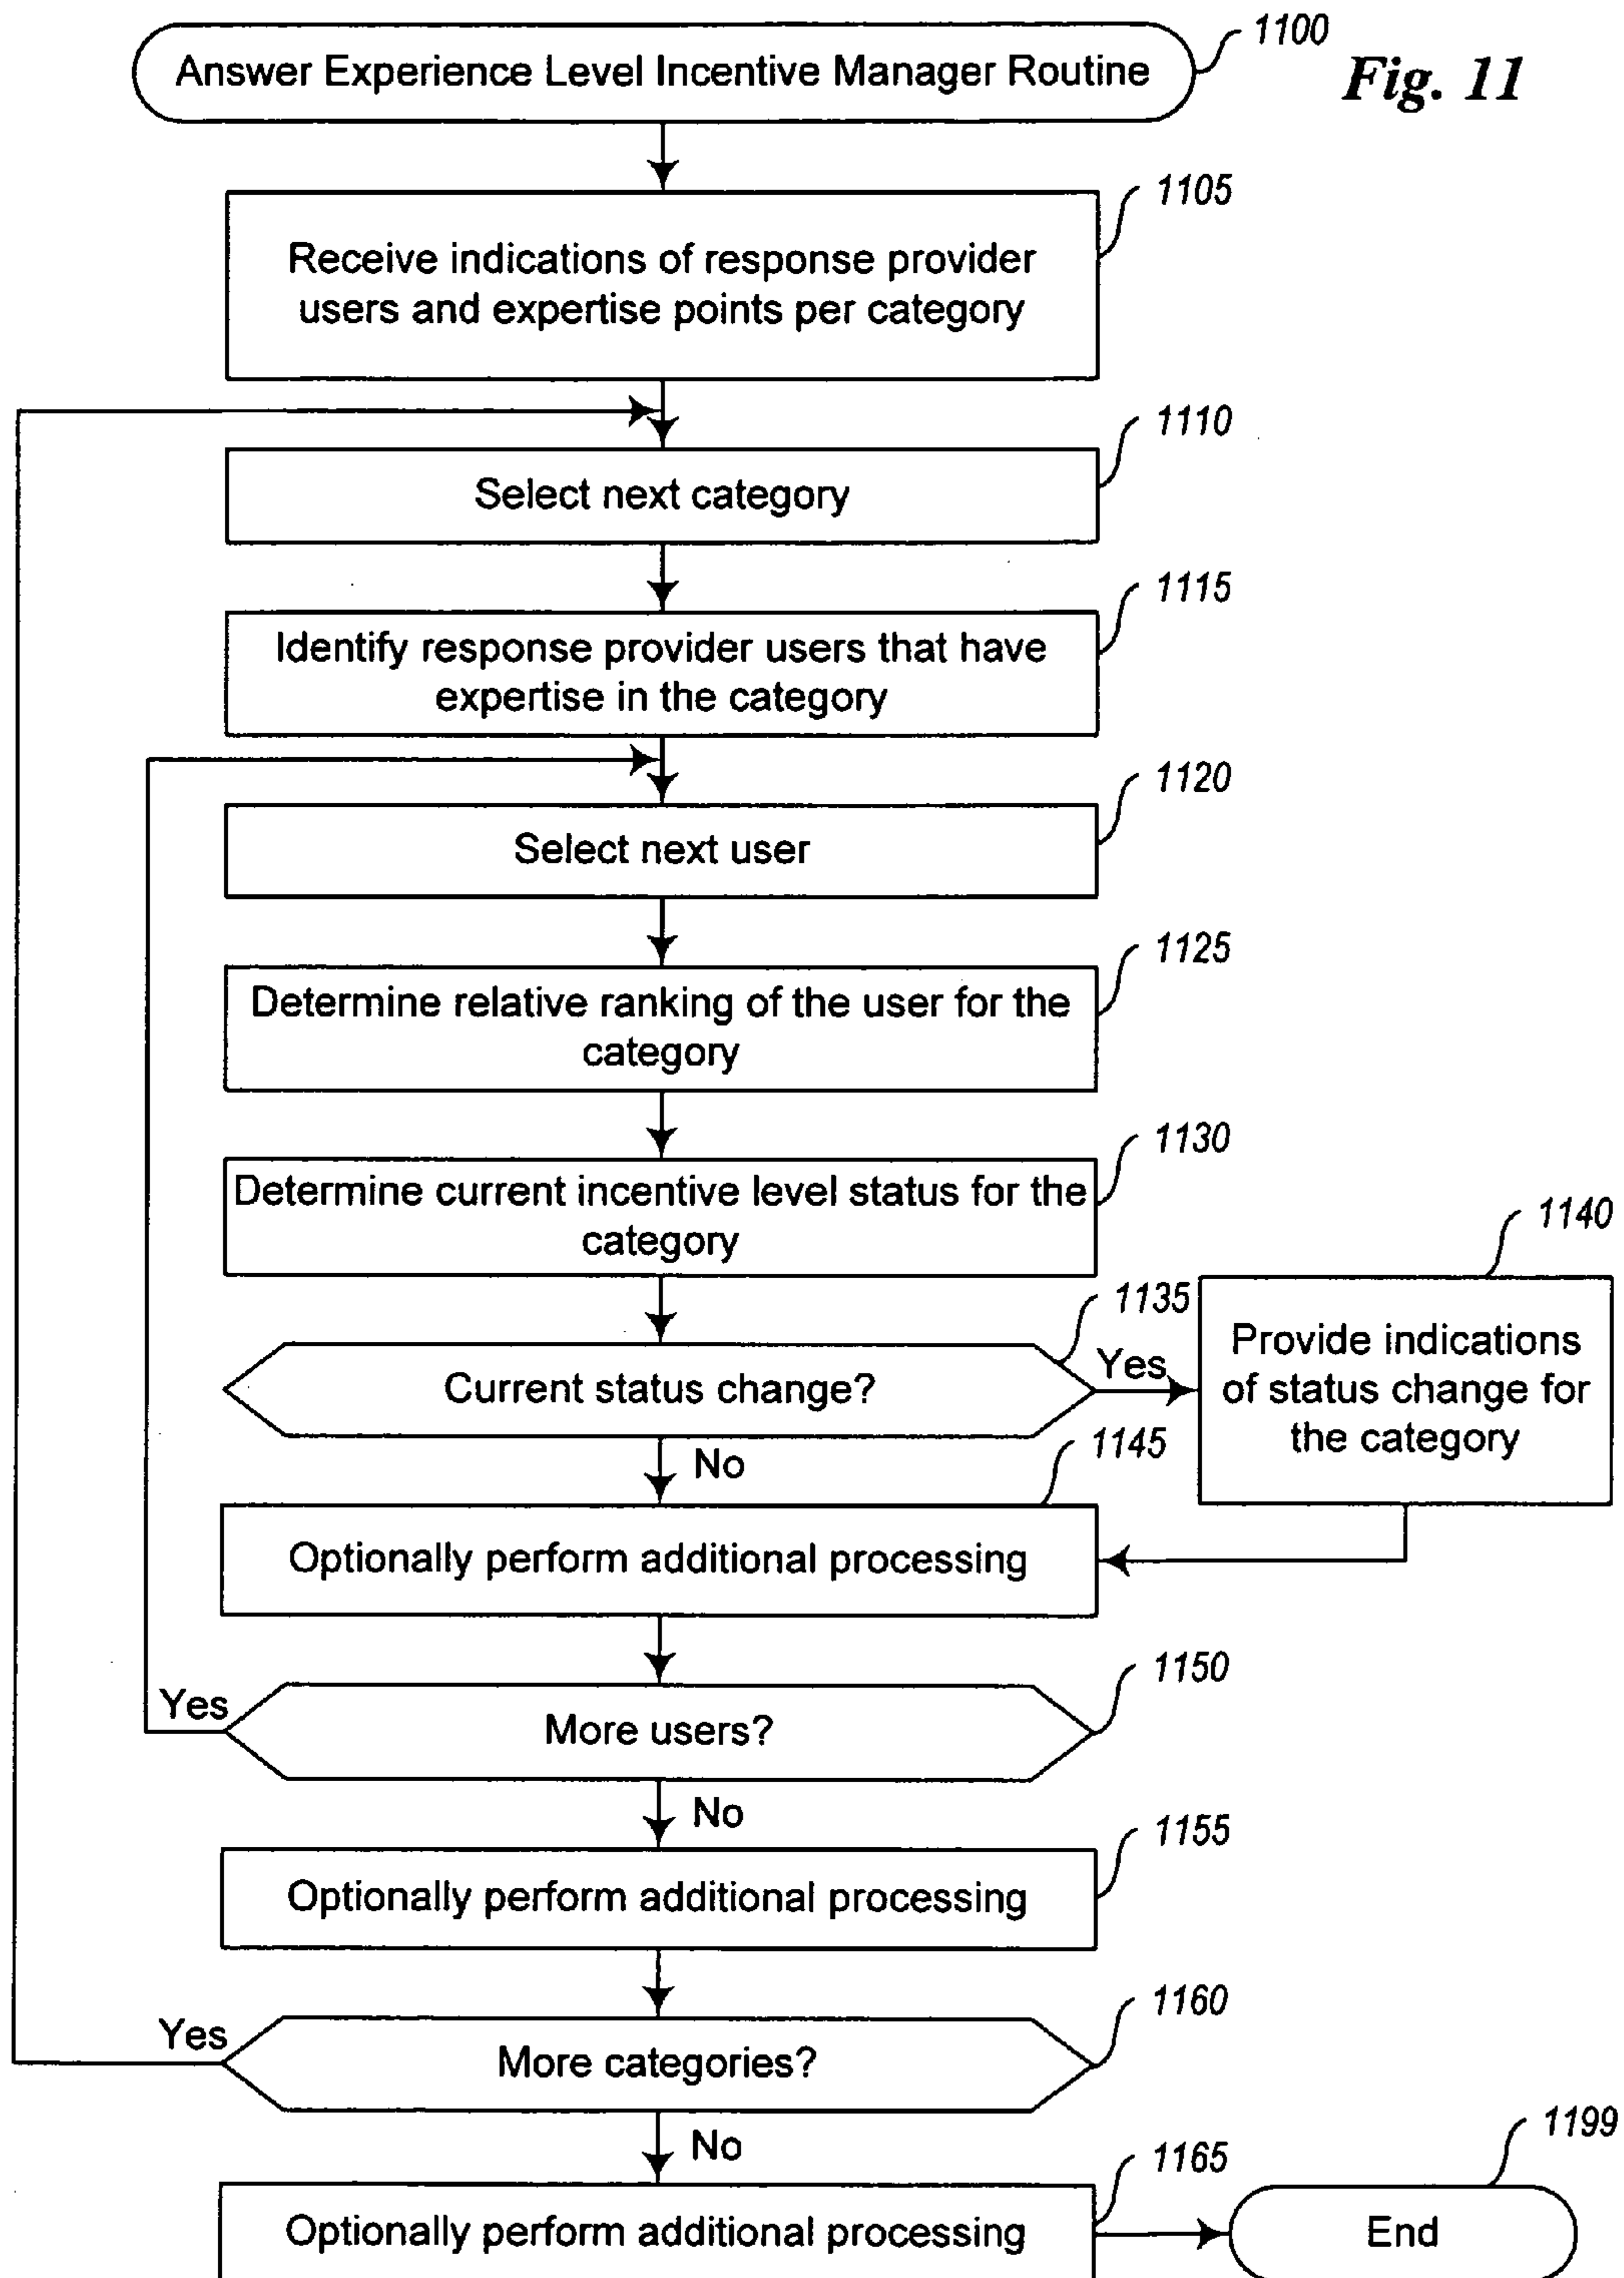 1100
Answer Experience Level Incentive Manager Routine
Fig. 11
1105
Receive indications of response provider
users and expertise points per category
1110
Select next category
1115
Identify response provider users that have
expertise in the category
1120
Select next user
1125
Determine relative ranking of the user for the
category
1130
Determine current incentive level status for the
category
1135
Current status change?
Yes
1140
Provide indications
of status change for
the category
No
1145
Optionally perform additional processing
1150
Yes
More users?
No
1155
Optionally perform additional processing
1160
Yes
More categories?
No
1165
Optionally perform additional processing
1199
End